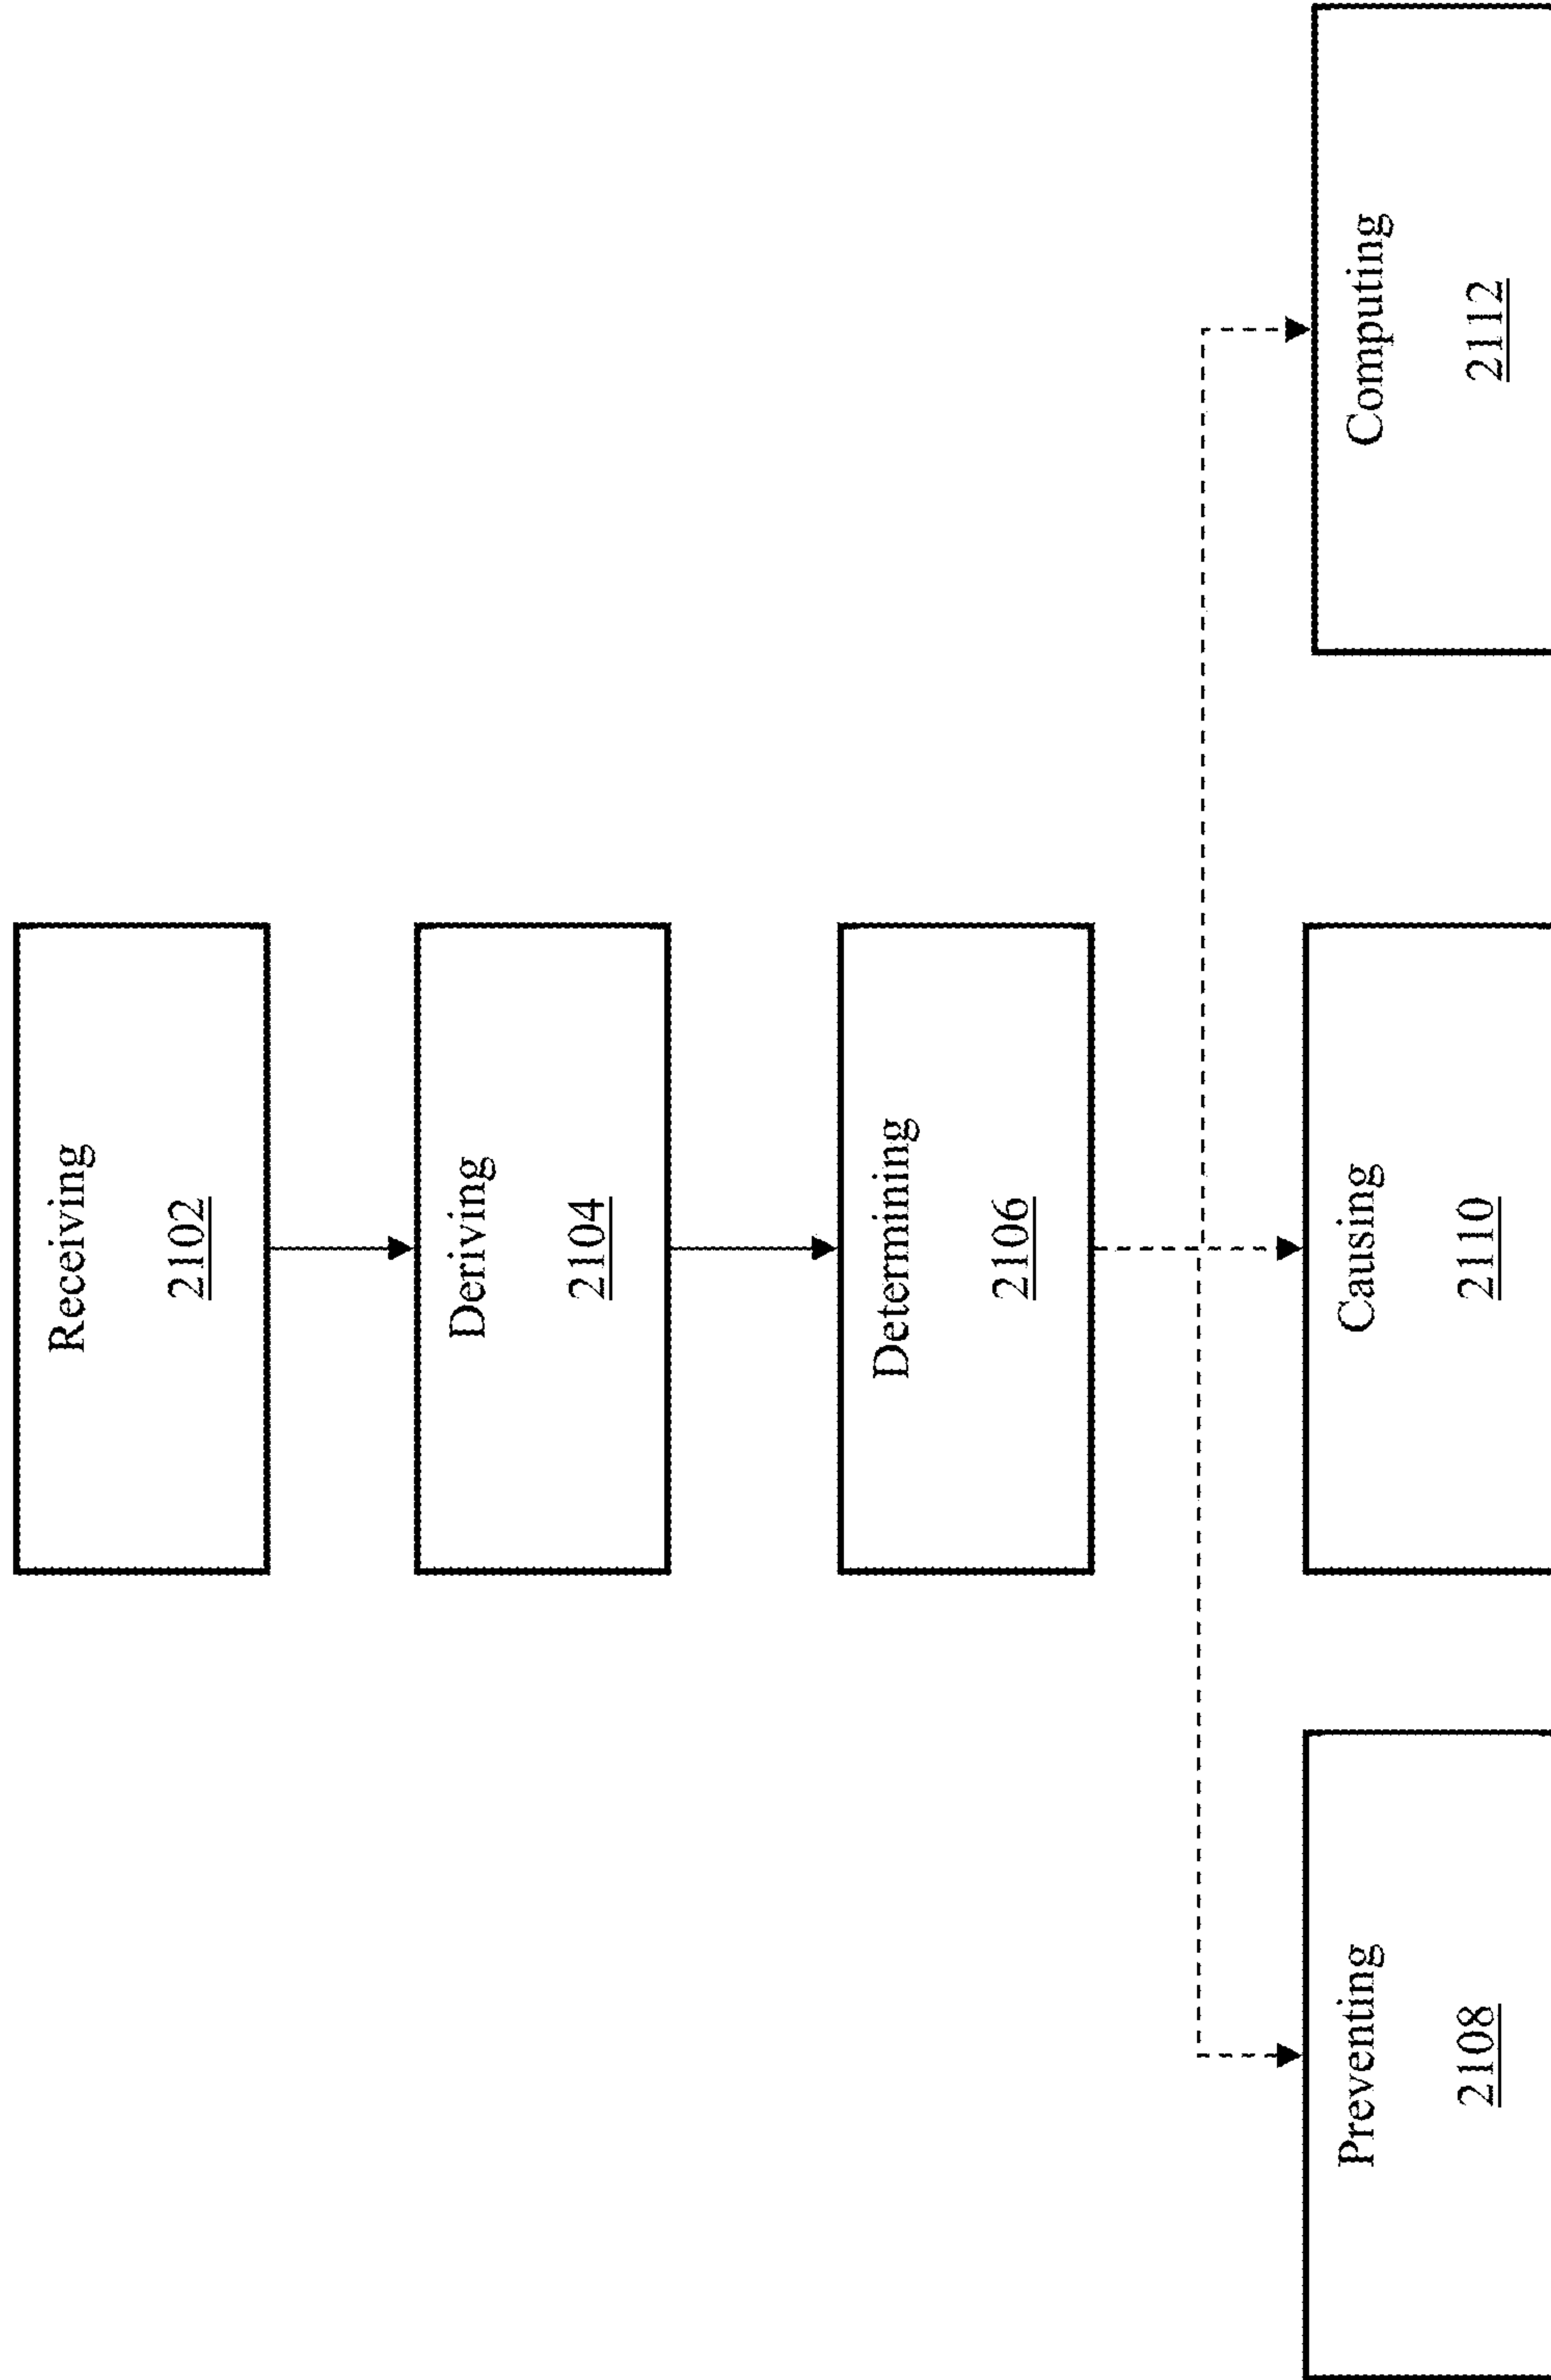 Receiving
2102
Deriving
2104
Determining
2106
Preventing
2108
Causing
2110
Computing
2112